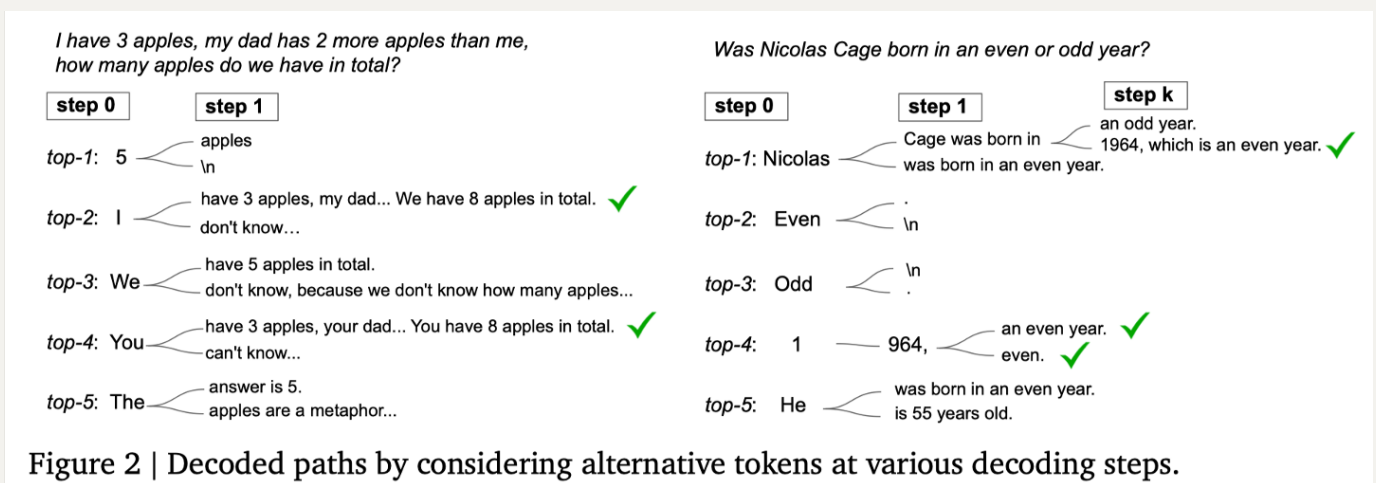 I have 3 apples, my dad has 2 more apples than me,
how many apples do we have in total?
step 0
step 1
top-1: 5
apples
\n
top-2: I
have 3 apples, my dad... We have 8 apples in total.
don't know...
top-3: We
have 5 apples in total.
don't know, because we don't know how many apples...
top-4: You
have 3 apples, your dad... You have 8 apples in total.
can't know...
top-5: The
answer is 5.
apples are a metaphor...
Was Nicolas Cage born in an even or odd year?
step 0
step 1
step k
top-1: Nicolas
Cage was born in
an odd year.
1964, which is an even year.
was born in an even year.
top-2: Even
.
\n
top-3: Odd
\n
.
top-4: 1
964,
an even year.
even.
top-5: He
was born in an even year.
is 55 years old.
Figure 2 | Decoded paths by considering alternative tokens at various decoding steps.